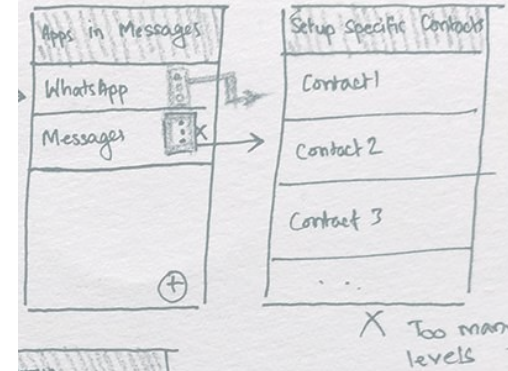 Apps in Messages
WhatsApp
Messages
X
+
Setup Specific Contacts
Contact 1
Contact 2
Contact 3
...
X Too man
levels